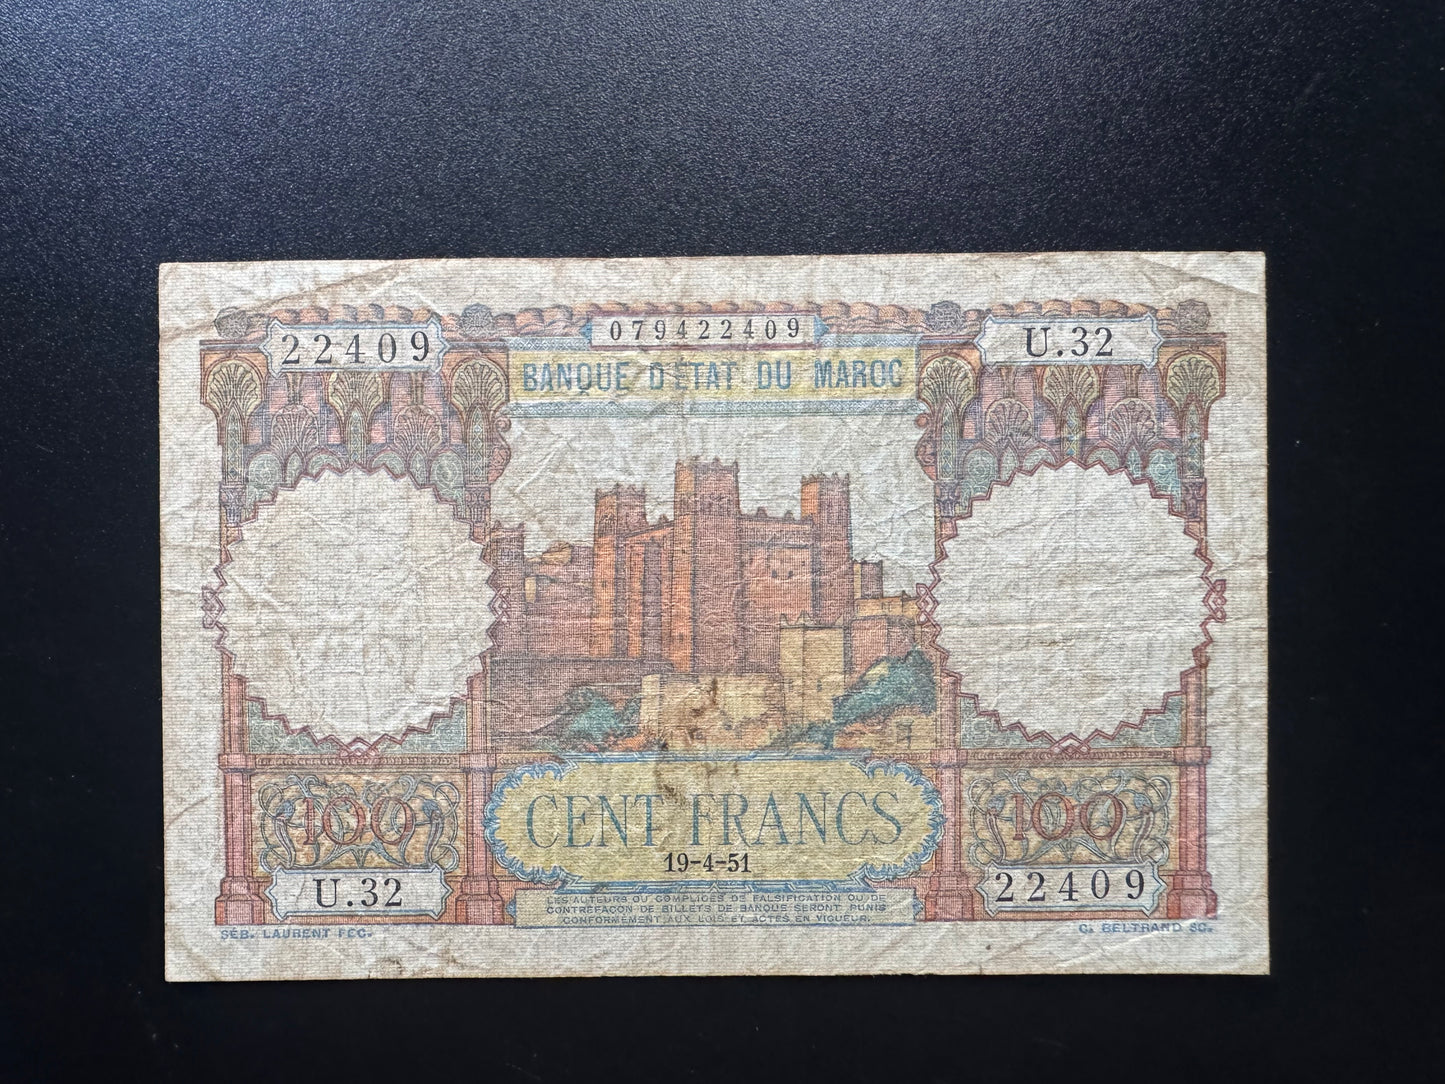 079422409
22409
U.32
BANQUE D'ÉTAT DU MAROC
CENT FRANCS
100
100
19-4-51
U.32
22409
LES AUTEURS OU COMPLICES DE FALSIFICATION OU DE
CONTREFAÇON DE BILLETS DE BANQUE SERONT PUNIS
CONFORMÉMENT AUX LOIS ET ACTES EN VIGUEUR.
SÉB. LAURENT FEC.
C. BELTRAND SC.